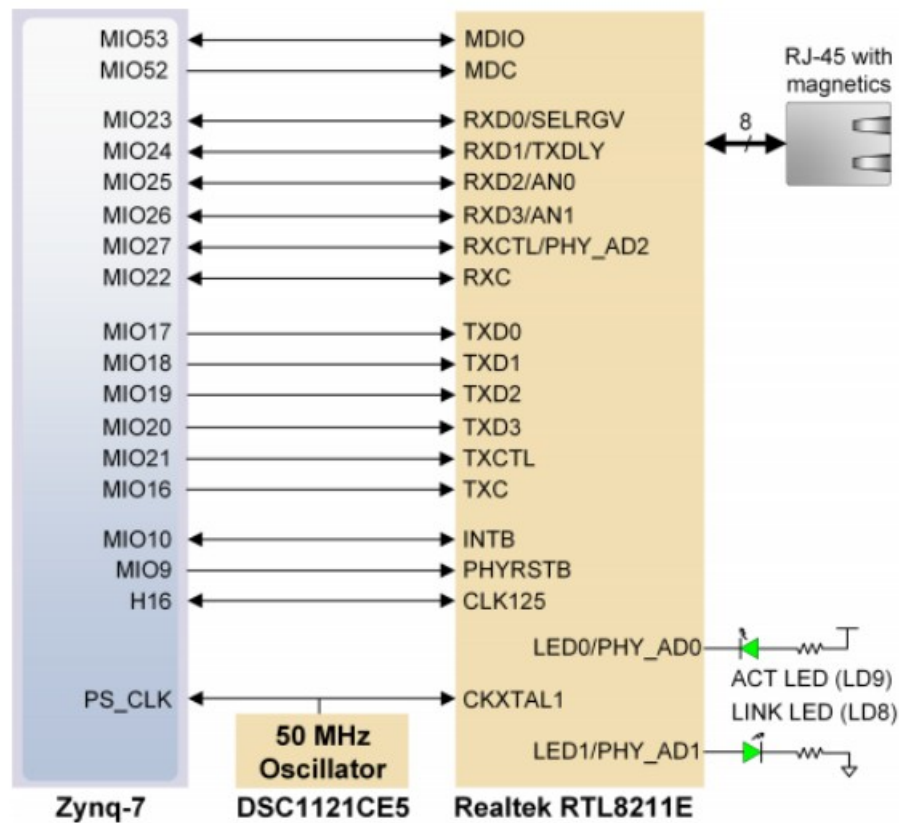 MIO53 MDIO
MIO52 MDC
RJ-45 with
magnetics
MIO23 RXD0/SELRGV
8
MIO24 RXD1/TXDLY
MIO25 RXD2/AN0
MIO26 RXD3/AN1
MIO27 RXCTL/PHY_AD2
MIO22 RXC
MIO17 TXD0
MIO18 TXD1
MIO19 TXD2
MIO20 TXD3
MIO21 TXCTL
MIO16 TXC
MIO10 INTB
MIO9 PHYRSTB
H16 CLK125
LED0/PHY_AD0
ACT LED (LD9)
PS_CLK CKXTAL1
LINK LED (LD8)
50 MHz
Oscillator
LED1/PHY_AD1
Zynq-7 DSC1121CE5 Realtek RTL8211E